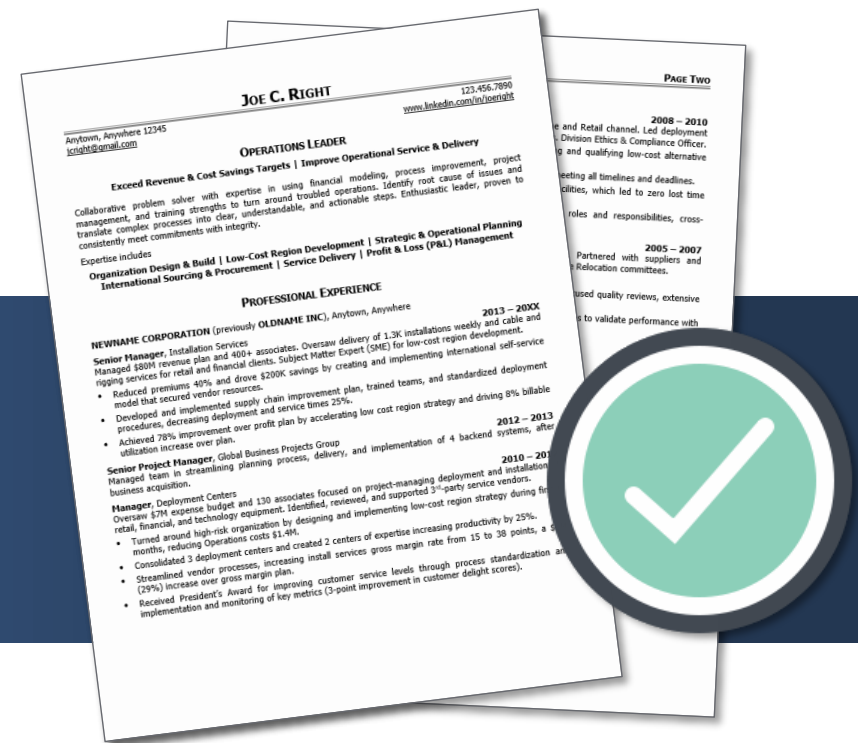 JOE C. RIGHT
Anytown, Anywhere 12345
123.456.7890
jcright@gmail.com
www.linkedin.com/in/joeright
OPERATIONS LEADER
Exceed Revenue & Cost Savings Targets | Improve Operational Service & Delivery
Collaborative problem solver with expertise in using financial modeling, process improvement, project
management, and training strengths to turn around troubled operations. Identify root cause of issues and
translate complex processes into clear, understandable, and actionable steps. Enthusiastic leader, proven to
consistently meet commitments with integrity.
Expertise includes
Organization Design & Build | Low-Cost Region Development | Strategic & Operational Planning
International Sourcing & Procurement | Service Delivery | Profit & Loss (P&L) Management
PROFESSIONAL EXPERIENCE
NEWNAME CORPORATION (previously OLDNAME INC), Anytown, Anywhere
Senior Manager, Installation Services 2013 – 20XX
Managed $80M revenue plan and 400+ associates. Oversaw delivery of 1.3K installations weekly and cable and
rigging services for retail and financial clients. Subject Matter Expert (SME) for low-cost region development.
• Reduced premiums 40% and drove $200K savings by creating and implementing international self-service
model that secured vendor resources.
• Developed and implemented supply chain improvement plan, trained teams, and standardized deployment
procedures, decreasing deployment and service times 25%.
• Achieved 78% improvement over profit plan by accelerating low cost region strategy and driving 8% billable
utilization increase over plan.
Senior Project Manager, Global Business Projects Group 2012 – 2013
Managed team in streamlining planning process, delivery, and implementation of 4 backend systems, after
business acquisition.
Manager, Deployment Centers 2010 –
Oversaw $7M expense budget and 130 associates focused on project-managing deployment and installation
retail, financial, and technology equipment. Identified, reviewed, and supported 3rd-party service vendors.
• Turned around high-risk organization by designing and implementing low-cost region strategy during
months, reducing Operations costs $1.4M.
• Consolidated 3 deployment centers and created 2 centers of expertise increasing productivity by 25%.
• Streamlined vendor processes, increasing install services gross margin rate from 15 to 38 points, a
(29%) increase over gross margin plan.
• Received President's Award for improving customer service levels through process standardization
implementation and monitoring of key metrics (3-point improvement in customer delight scores).
PAGE TWO
2008 – 2010
and Retail channel. Led deployment
Division Ethics & Compliance Officer.
and qualifying low-cost alternative
meeting all timelines and deadlines.
which led to zero lost time
roles and responsibilities, cross-
2005 – 2007
Partnered with suppliers and
Relocation committees.
quality reviews, extensive
to validate performance with